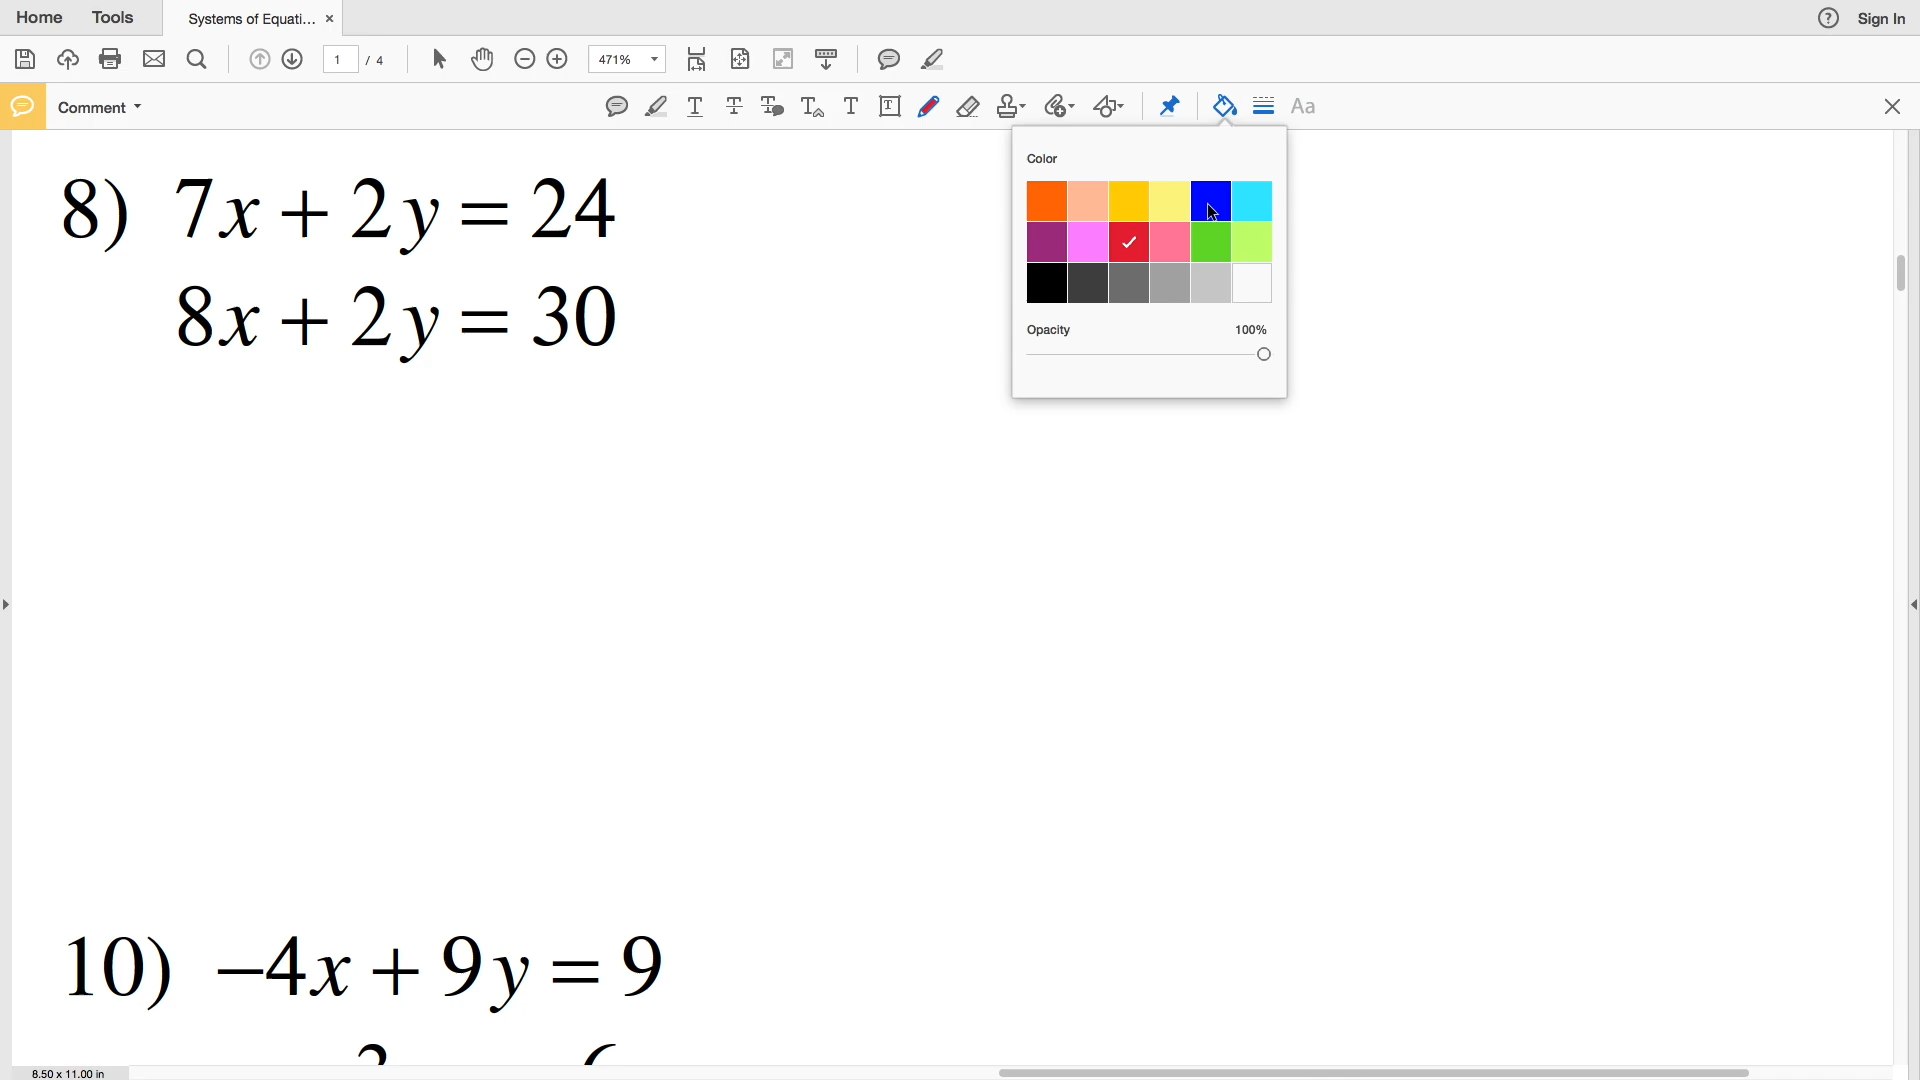 Home Tools Systems of Equati... × ? Sign In
1 / 4 471%
Comment Aa
Color
8) 7x + 2y = 24
8x + 2y = 30
Opacity 100%
10) −4x + 9y = 9
8.50 x 11.00 in